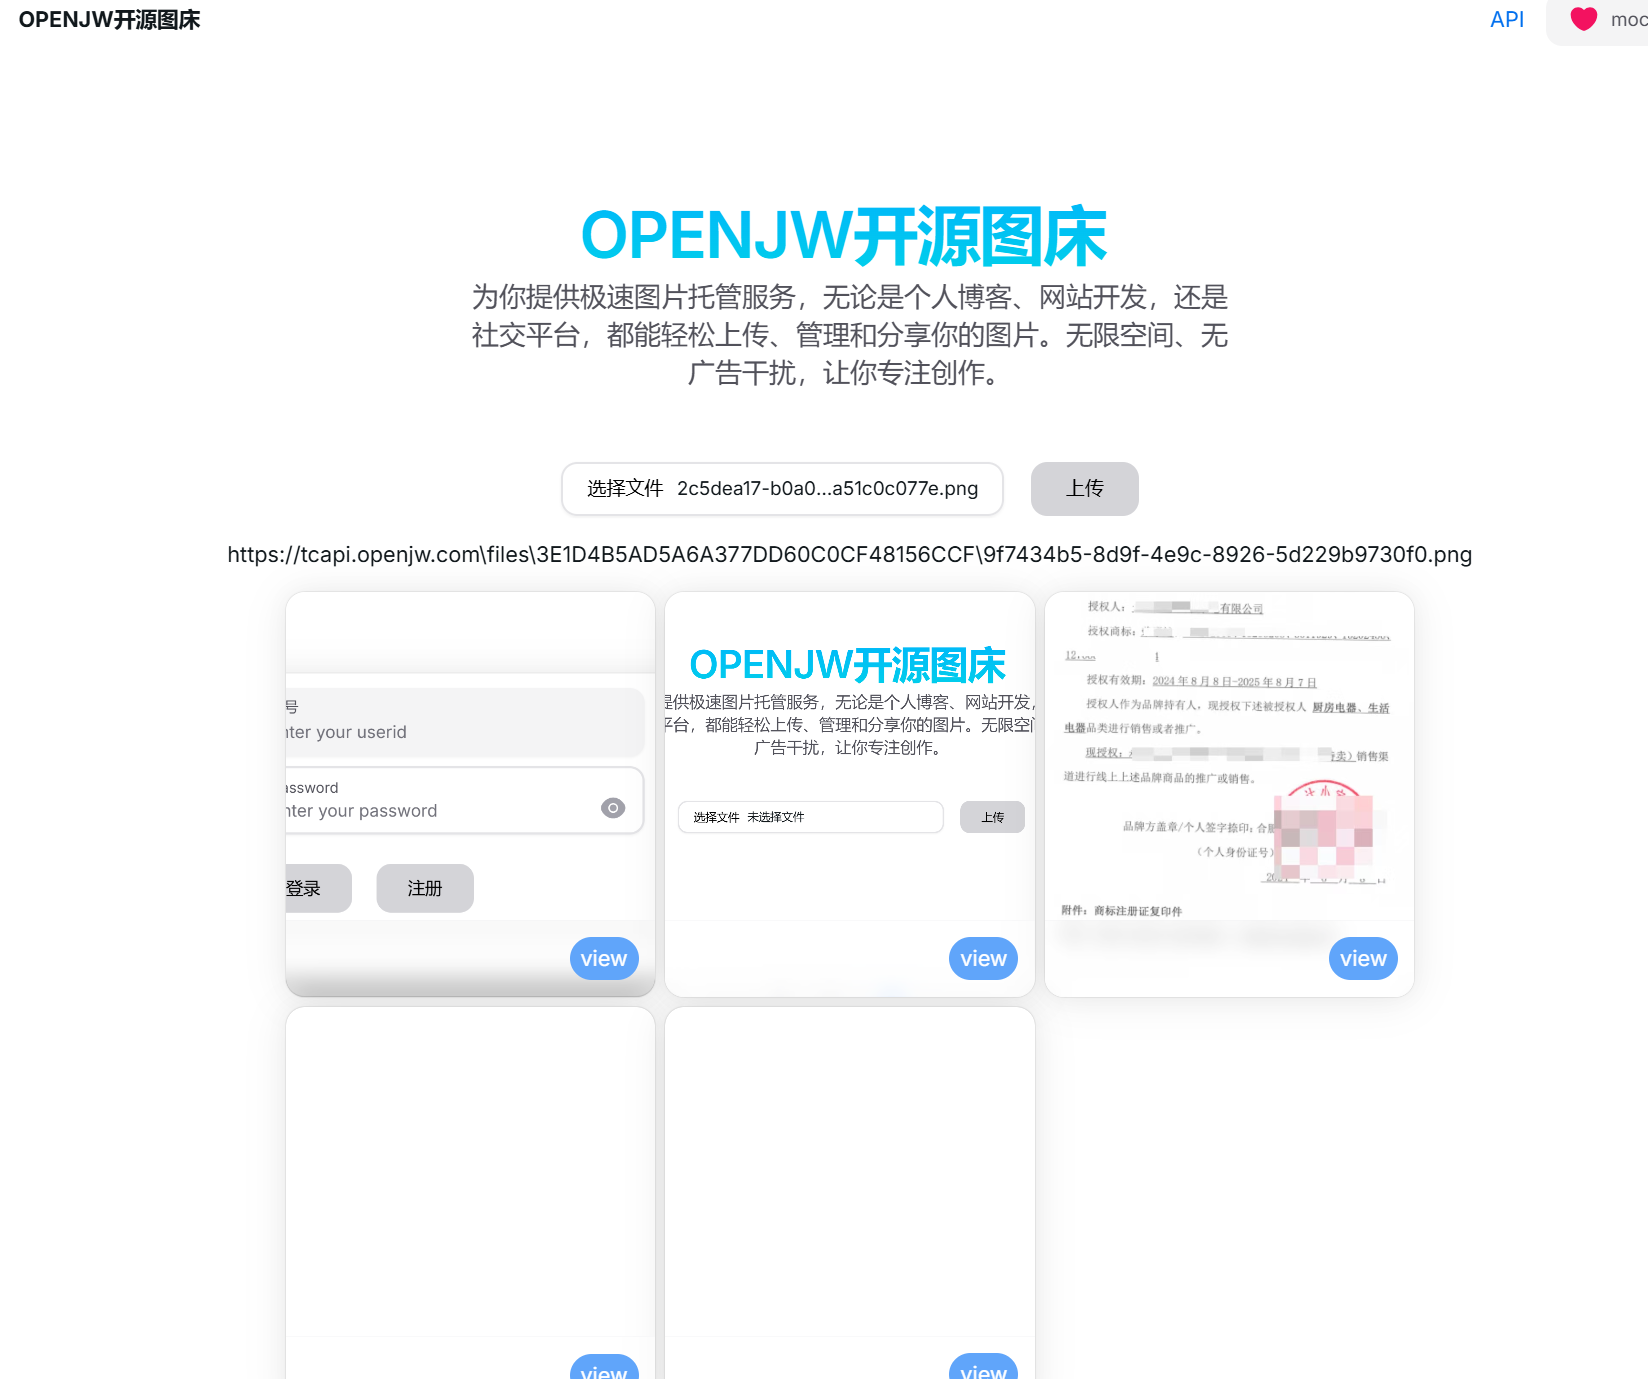 OPENJW开源图床
API
moc
OPENJW开源图床
为你提供极速图片托管服务，无论是个人博客、网站开发，还是
社交平台，都能轻松上传、管理和分享你的图片。无限空间、无
广告干扰，让你专注创作。
选择文件 2c5dea17-b0a0...a51c0c077e.png
上传
https://tcapi.openjw.com\files\3E1D4B5AD5A6A377DD60C0CF48156CCF\9f7434b5-8d9f-4e9c-8926-5d229b9730f0.png
号
nter your userid
assword
nter your password
登录
注册
view
OPENJW开源图床
提供极速图片托管服务，无论是个人博客、网站开发，
平台，都能轻松上传、管理和分享你的图片。无限空间
广告干扰，让你专注创作。
选择文件 未选择文件
上传
view
授权人：
有限公司
授权商标：
授权有效期：2024年8月8日-2025年8月7日
授权人作为品牌持有人，现授权下述被授权人 厨房电器、生活
电器品类进行销售或者推广。
现授权：
卖）销售渠
道进行线上上述品牌商品的推广或销售。
品牌方盖章/个人签字捺印：合肥
（个人身份证号）
附件：商标注册证复印件
view
view
view